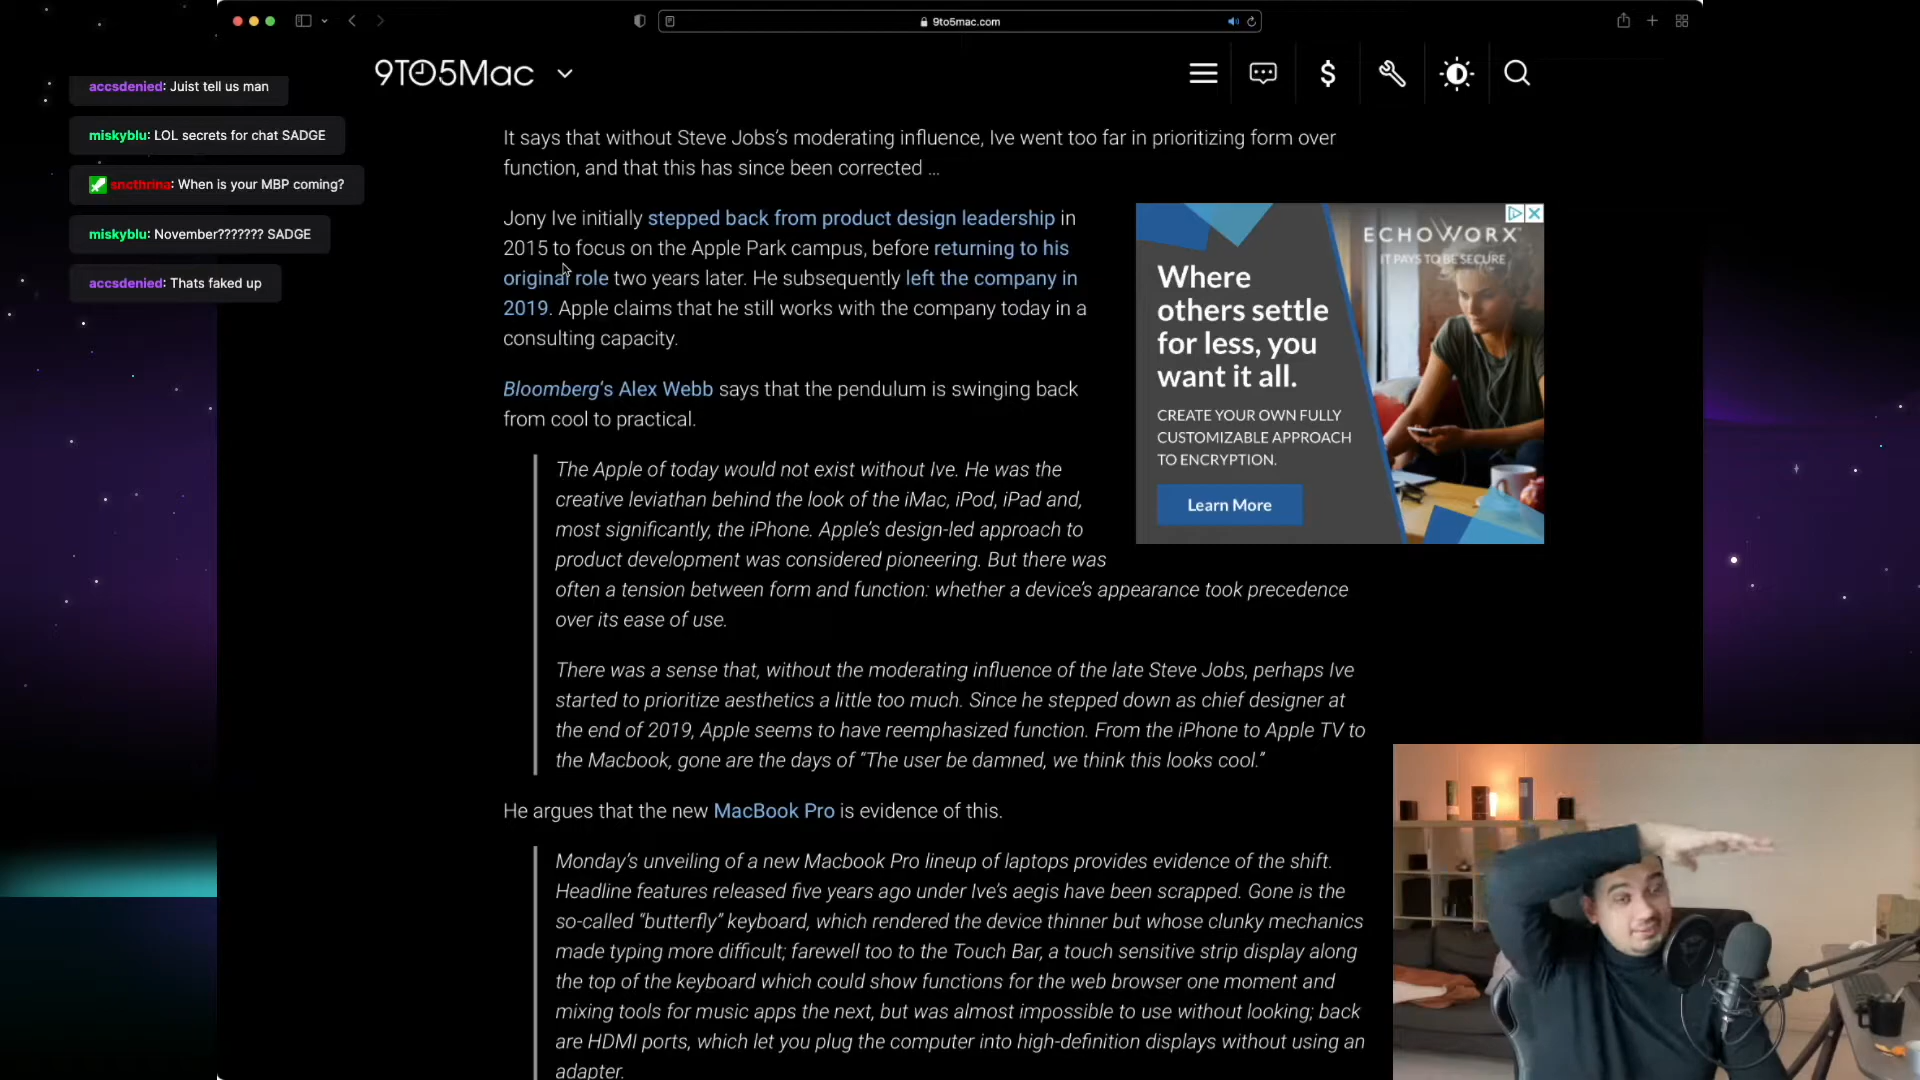 9to5mac.com
9TO5Mac
accsdenied: Juist tell us man
miskyblu: LOL secrets for chat SADGE
sncthrina: When is your MBP coming?
miskyblu: November??????? SADGE
accsdenied: Thats faked up
It says that without Steve Jobs’s moderating influence, Ive went too far in prioritizing form over
function, and that this has since been corrected …
Jony Ive initially stepped back from product design leadership in
2015 to focus on the Apple Park campus, before returning to his
original role two years later. He subsequently left the company in
2019. Apple claims that he still works with the company today in a
consulting capacity.
Bloomberg’s Alex Webb says that the pendulum is swinging back
from cool to practical.
The Apple of today would not exist without Ive. He was the
creative leviathan behind the look of the iMac, iPod, iPad and,
most significantly, the iPhone. Apple’s design-led approach to
product development was considered pioneering. But there was
often a tension between form and function: whether a device’s appearance took precedence
over its ease of use.
There was a sense that, without the moderating influence of the late Steve Jobs, perhaps Ive
started to prioritize aesthetics a little too much. Since he stepped down as chief designer at
the end of 2019, Apple seems to have reemphasized function. From the iPhone to Apple TV to
the Macbook, gone are the days of “The user be damned, we think this looks cool.”
He argues that the new MacBook Pro is evidence of this.
Monday’s unveiling of a new Macbook Pro lineup of laptops provides evidence of the shift.
Headline features released five years ago under Ive’s aegis have been scrapped. Gone is the
so-called “butterfly” keyboard, which rendered the device thinner but whose clunky mechanics
made typing more difficult; farewell too to the Touch Bar, a touch sensitive strip display along
the top of the keyboard which could show functions for the web browser one moment and
mixing tools for music apps the next, but was almost impossible to use without looking; back
are HDMI ports, which let you plug the computer into high-definition displays without using an
adapter.
ECHOWORX
IT PAYS TO BE SECURE
Where
others settle
for less, you
want it all.
CREATE YOUR OWN FULLY
CUSTOMIZABLE APPROACH
TO ENCRYPTION.
Learn More